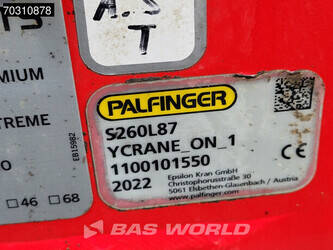 70310878
A.S
T
MIUM
TREME
O
EB15982
46 68
PALFINGER
S260L87
YCRANE_ON_1
1100101550
2022
CE
Epsilon Kran GmbH
Christophorusstraße 30
5061 Elsbethen-Glasenbach / Austria
www.palfinger.com
BAS WORLD